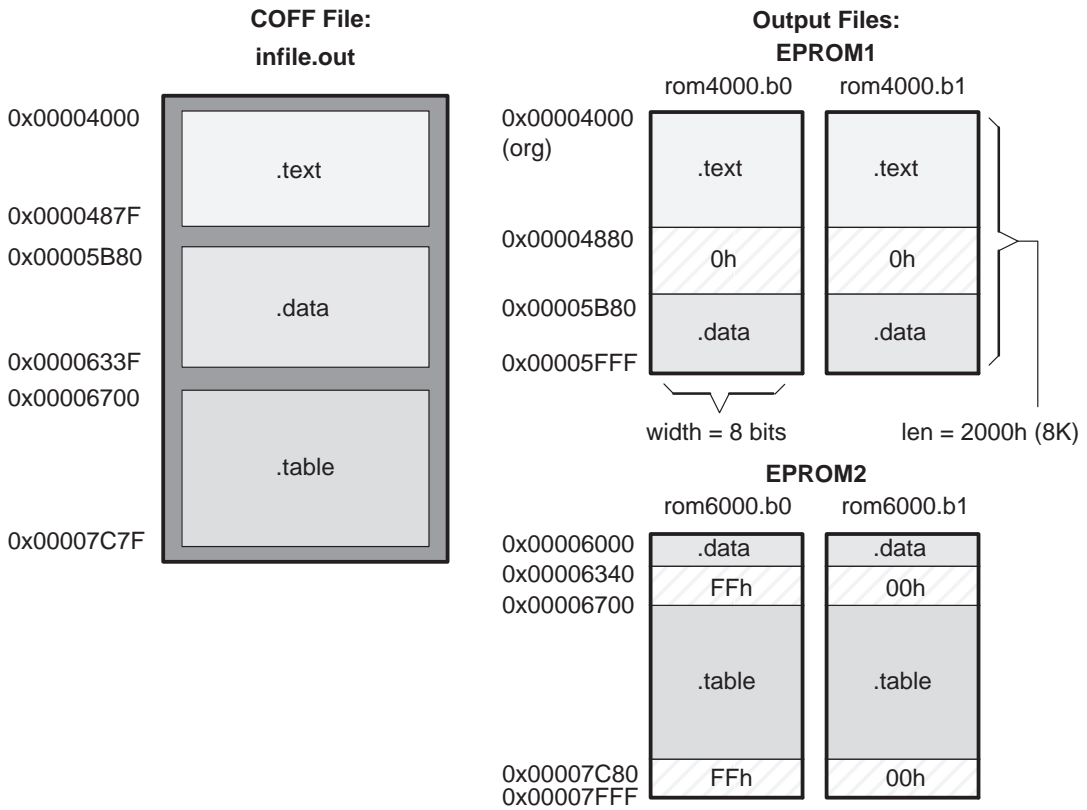 COFF File:
infile.out
0x00004000
.text
0x0000487F
0x00005B80
.data
0x0000633F
0x00006700
.table
0x00007C7F
Output Files:
EPROM1
rom4000.b0 rom4000.b1
0x00004000
(org)
.text .text
0x00004880
0h 0h
0x00005B80
.data .data
0x00005FFF
width = 8 bits len = 2000h (8K)
EPROM2
rom6000.b0 rom6000.b1
0x00006000 .data .data
0x00006340
FFh 00h
0x00006700
.table .table
0x00007C80 FFh 00h
0x00007FFF